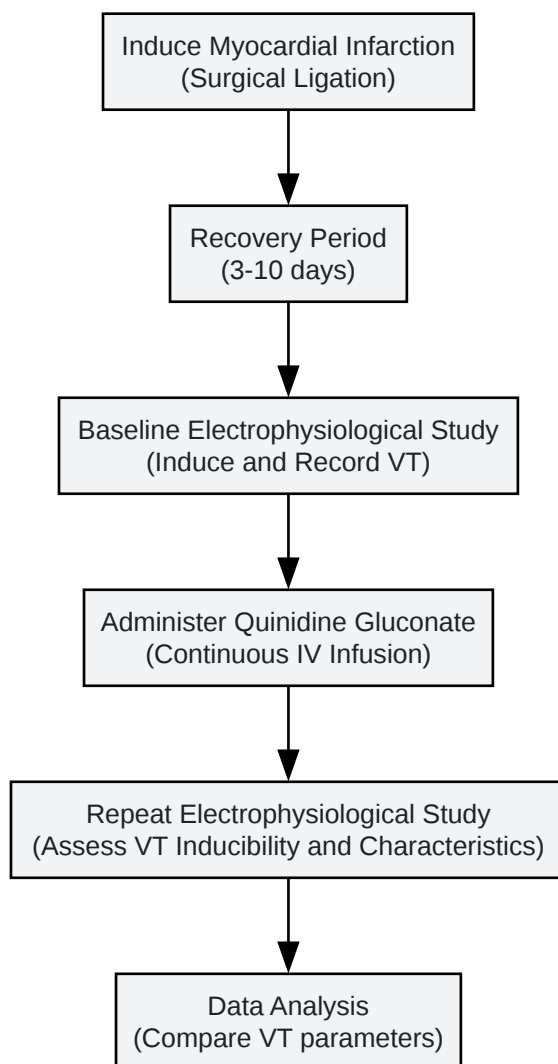 Induce Myocardial Infarction
(Surgical Ligation)
Recovery Period
(3-10 days)
Baseline Electrophysiological Study
(Induce and Record VT)
Administer Quinidine Gluconate
(Continuous IV Infusion)
Repeat Electrophysiological Study
(Assess VT Inducibility and Characteristics)
Data Analysis
(Compare VT parameters)